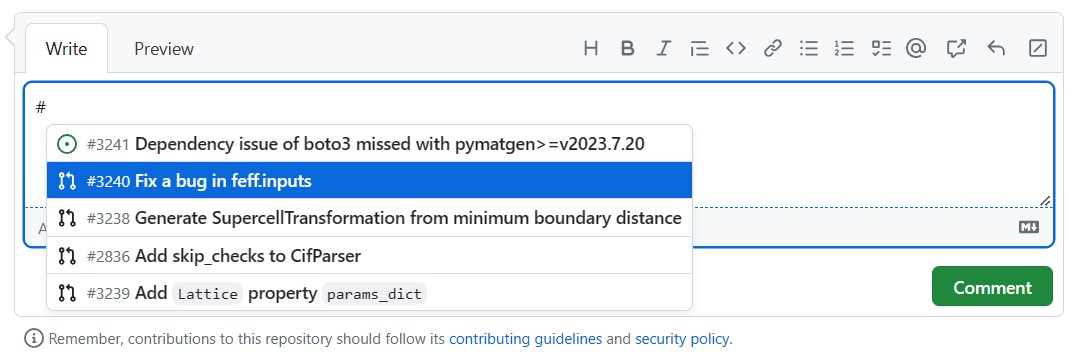 Write Preview H B I <> @
#
#3241 Dependency issue of boto3 missed with pymatgen>=v2023.7.20
#3240 Fix a bug in feff.inputs
#3238 Generate SupercellTransformation from minimum boundary distance
A M↓
#2836 Add skip_checks to CifParser
#3239 Add Lattice property params_dict
Comment
Remember, contributions to this repository should follow its contributing guidelines and security policy.